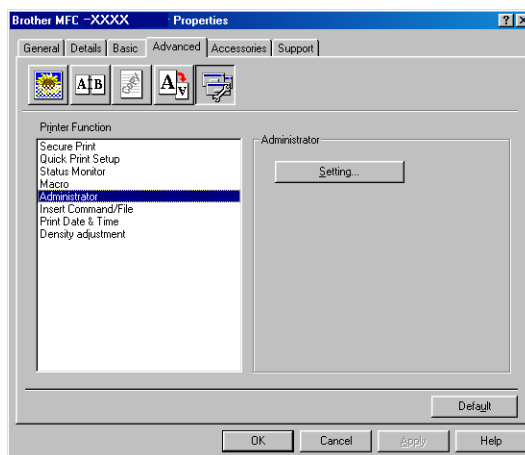 Brother MFC -XXXX Properties
General Details Basic Advanced Accessories Support
A B
Copy
A A
Printer Function
Secure Print
Quick Print Setup
Status Monitor
Macro
Administrator
Insert Command/File
Print Date & Time
Density adjustment
Administrator
Setting...
Default
OK Cancel Apply Help